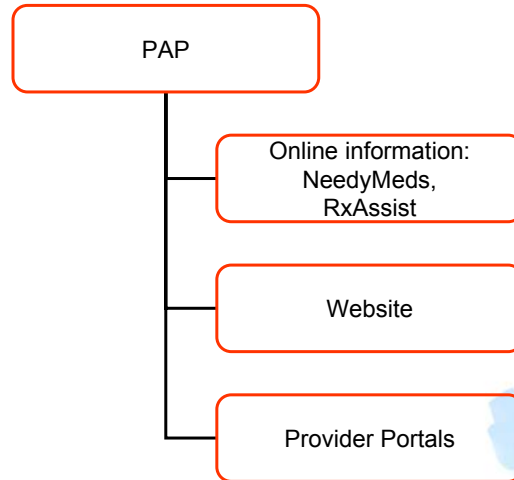 PAP
Online information:
NeedyMeds,
RxAssist
Website
Provider Portals